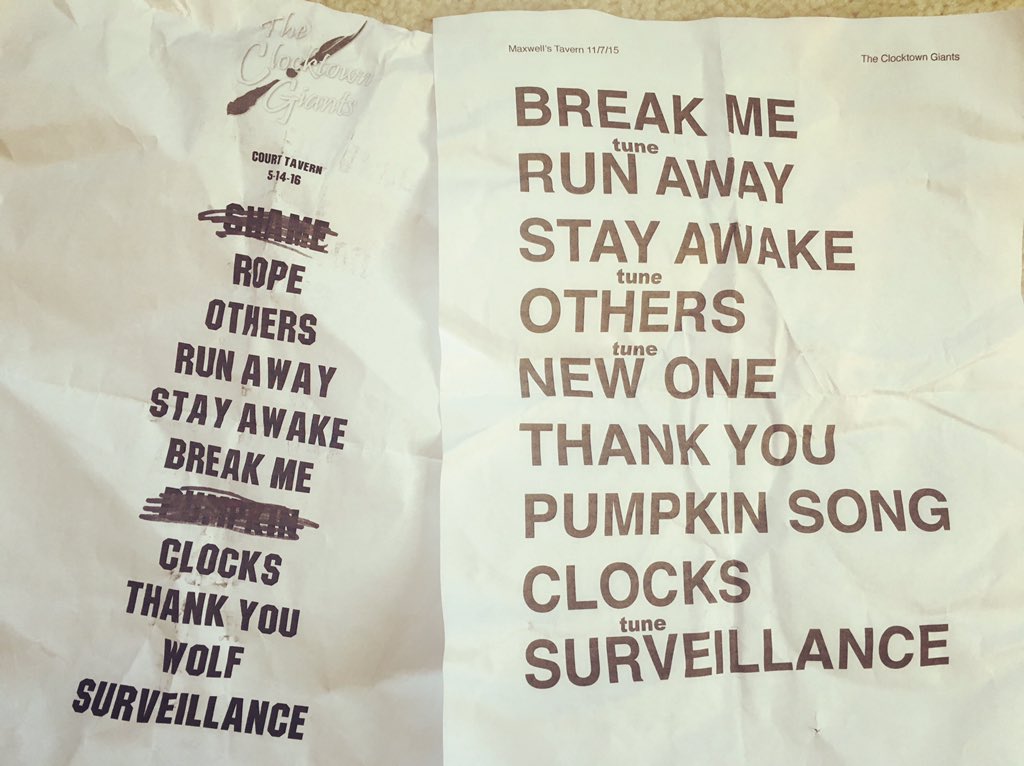 The
Clocktown
Giants
COURT TAVERN
5-14-16
SHAME
ROPE
OTHERS
RUN AWAY
STAY AWAKE
BREAK ME
PUMPKIN
CLOCKS
THANK YOU
WOLF
SURVEILLANCE
Maxwell's Tavern 11/7/15
The Clocktown Giants
BREAK ME
tune
RUN AWAY
STAY AWAKE
tune
OTHERS
tune
NEW ONE
THANK YOU
PUMPKIN SONG
CLOCKS
tune
SURVEILLANCE